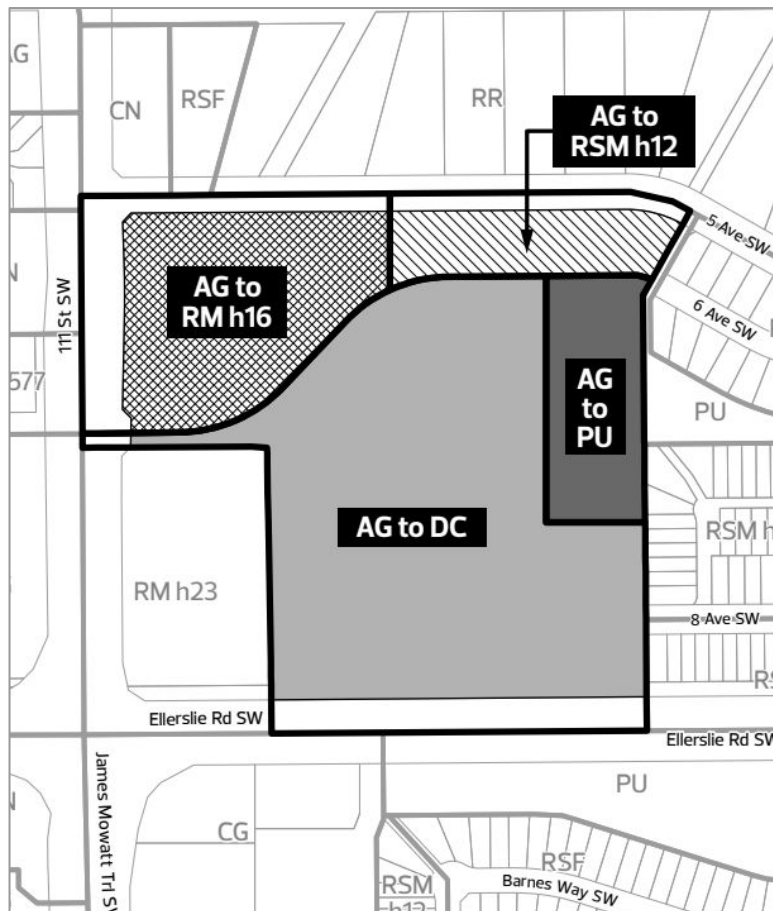 AG
CN
RSF
RR
AG to
RSM h12
5 Ave SW
6 Ave SW
111 St SW
AG to
RM h16
N
577
AG
to
PU
PU
AG to DC
RSM h
RM h23
8 Ave SW
RS
Ellerslie Rd SW
Ellerslie Rd SW
James Mowatt Trl SW
PU
CG
RSF
RSM
h12
Barnes Way SW